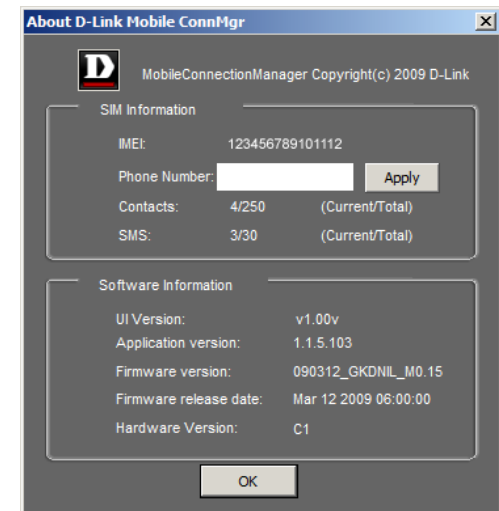 About D-Link Mobile ConnMgr
D
MobileConnectionManager Copyright(c) 2009 D-Link
SIM Information
IMEI: 123456789101112
Phone Number: Apply
Contacts: 4/250 (Current/Total)
SMS: 3/30 (Current/Total)
Software Information
UI Version: v1.00v
Application version: 1.1.5.103
Firmware version: 090312_GKDNIL_M0.15
Firmware release date: Mar 12 2009 06:00:00
Hardware Version: C1
OK